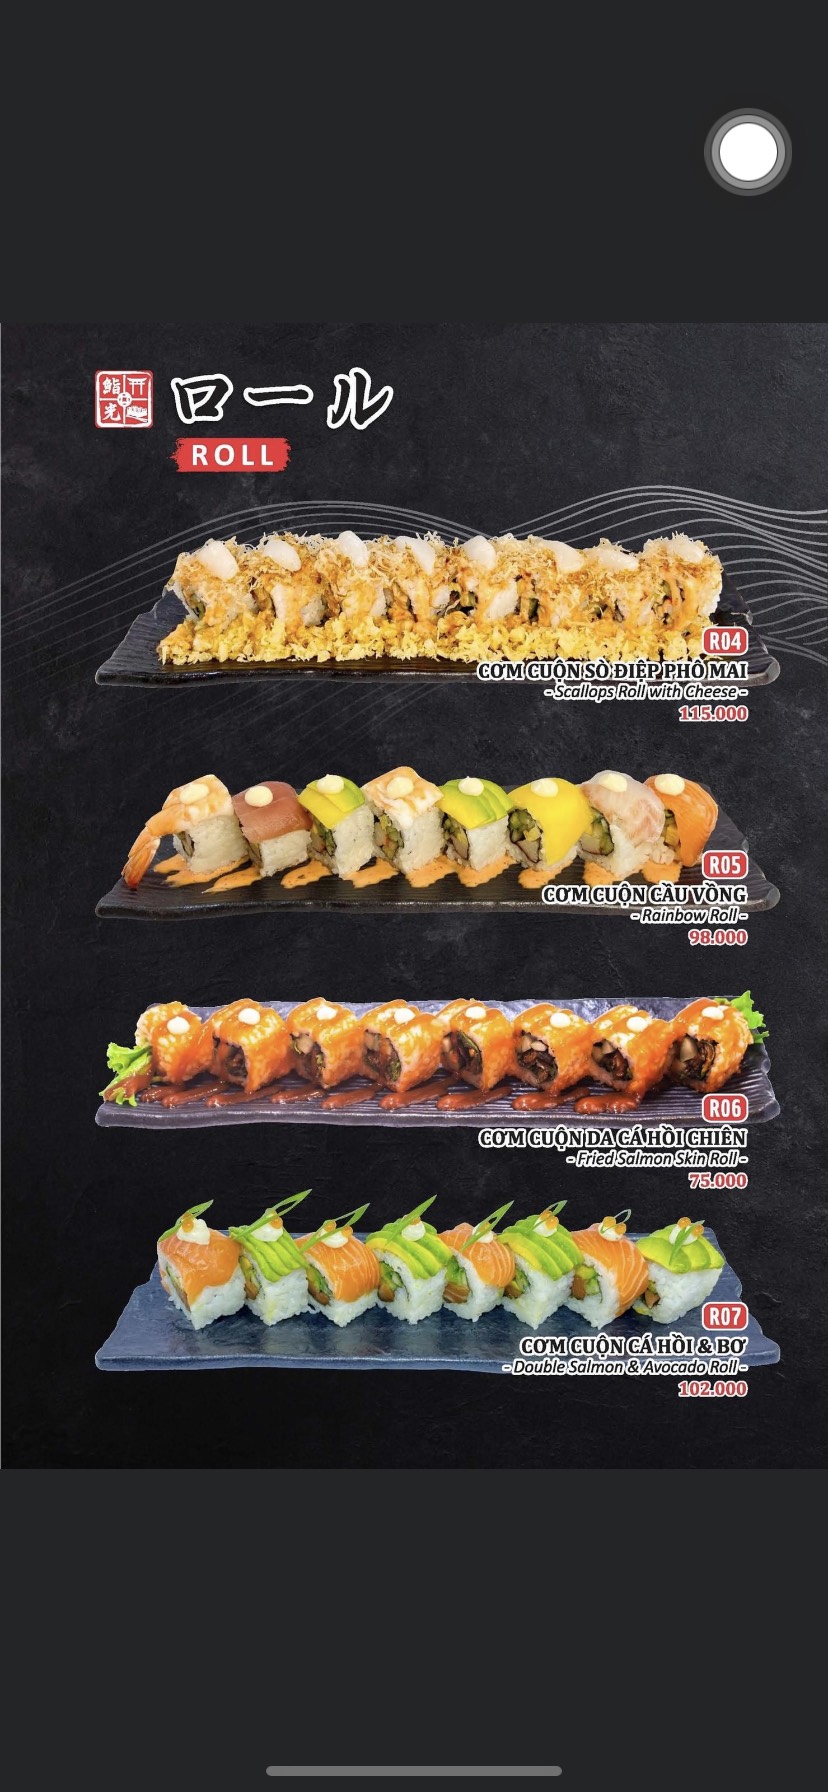 鮨
光
ロール
ROLL
R04
CƠM CUỘN SÒ ĐIỆP PHÔ MAI
- Scallops Roll with Cheese -
115.000
R05
CƠM CUỘN CẦU VỒNG
- Rainbow Roll -
98.000
R06
CƠM CUỘN DA CÁ HỒI CHIÊN
- Fried Salmon Skin Roll -
75.000
R07
CƠM CUỘN CÁ HỒI & BƠ
- Double Salmon & Avocado Roll -
102.000